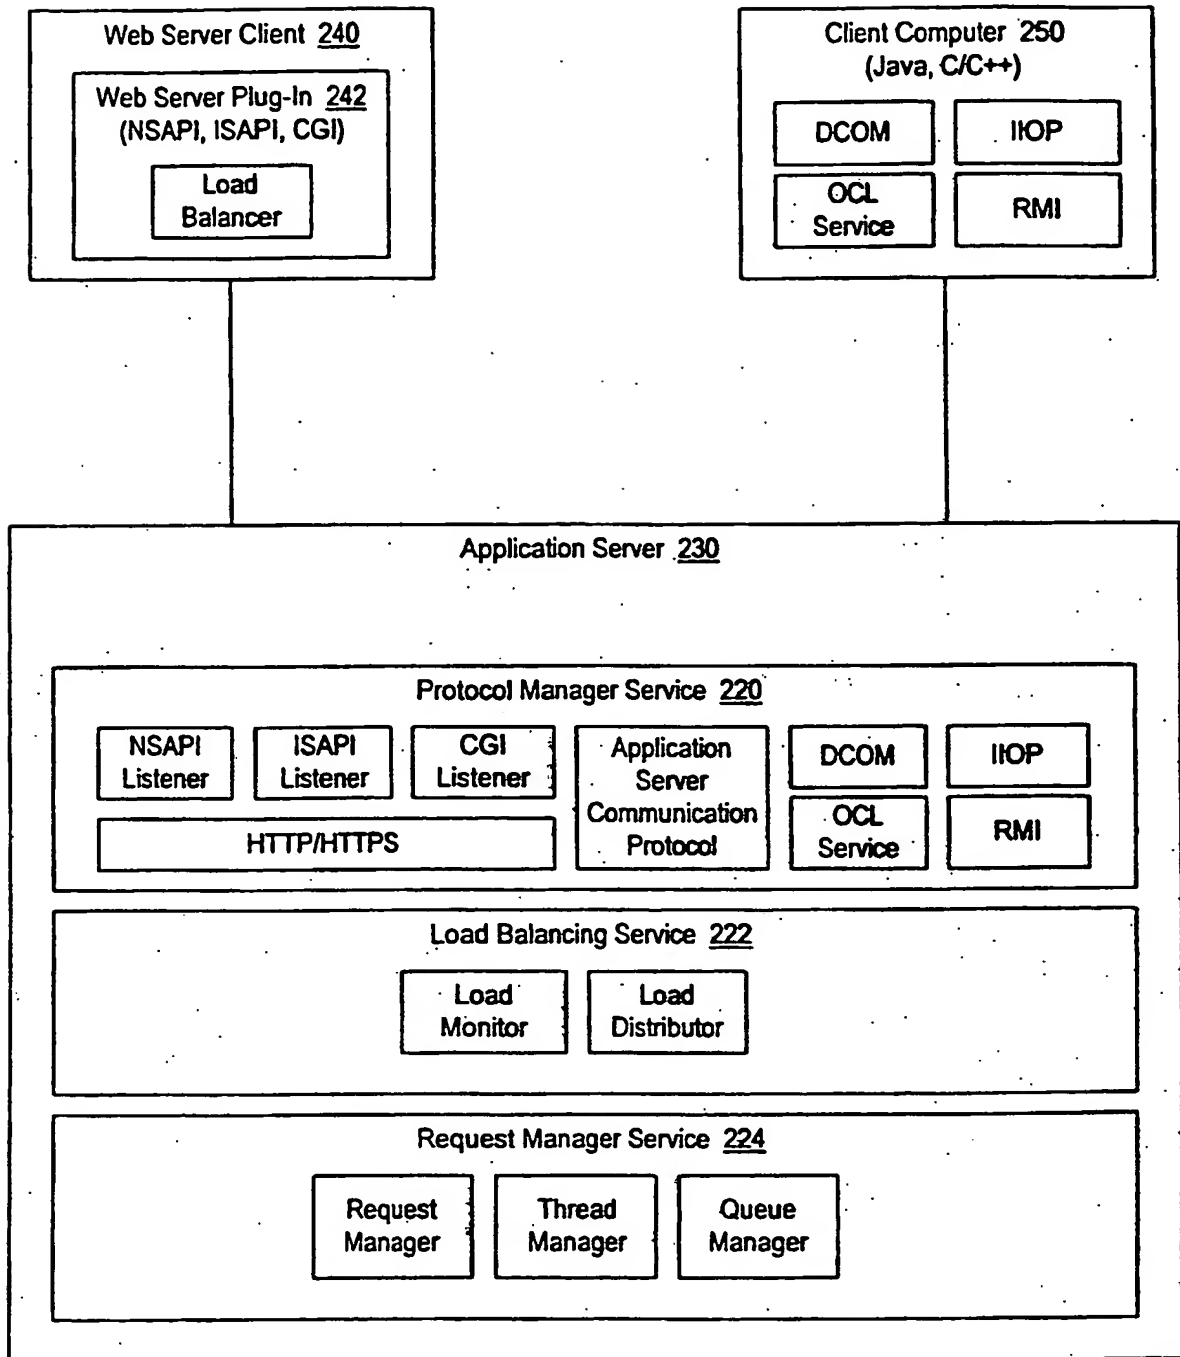 Web Server Client 240
Web Server Plug-In 242
(NSAPI, ISAPI, CGI)
Load
Balancer
Client Computer 250
(Java, C/C++)
DCOM
IIOP
OCL
Service
RMI
Application Server 230
Protocol Manager Service 220
NSAPI
Listener
ISAPI
Listener
CGI
Listener
HTTP/HTTPS
Application
Server
Communication
Protocol
DCOM
IIOP
OCL
Service
RMI
Load Balancing Service 222
Load
Monitor
Load
Distributor
Request Manager Service 224
Request
Manager
Thread
Manager
Queue
Manager